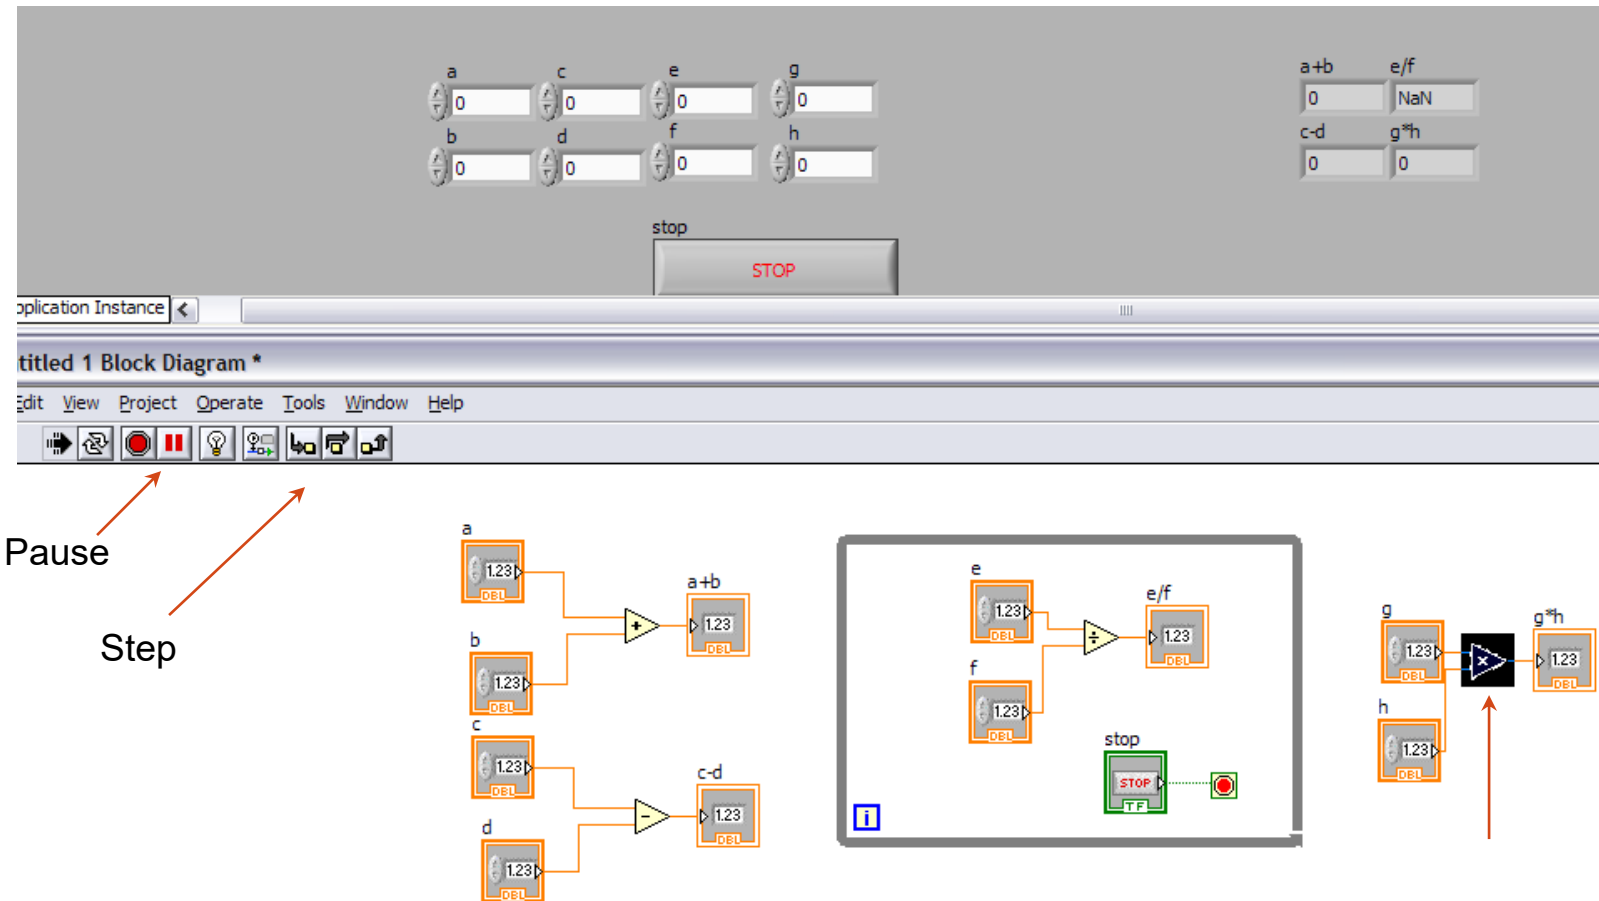 a c e g
0 0 0 0
b d f h
0 0 0 0
a+b e/f
0 NaN
c-d g*h
0 0
stop
STOP
pplication Instance
titled 1 Block Diagram *
Edit View Project Operate Tools Window Help
Pause
Step
a
1.23
DBL
b
1.23
DBL
+
a+b
1.23
DBL
c
1.23
DBL
d
1.23
DBL
-
c-d
1.23
DBL
e
1.23
DBL
f
1.23
DBL
÷
e/f
1.23
DBL
stop
STOP
TF
i
g
1.23
DBL
h
1.23
DBL
x
g*h
1.23
DBL